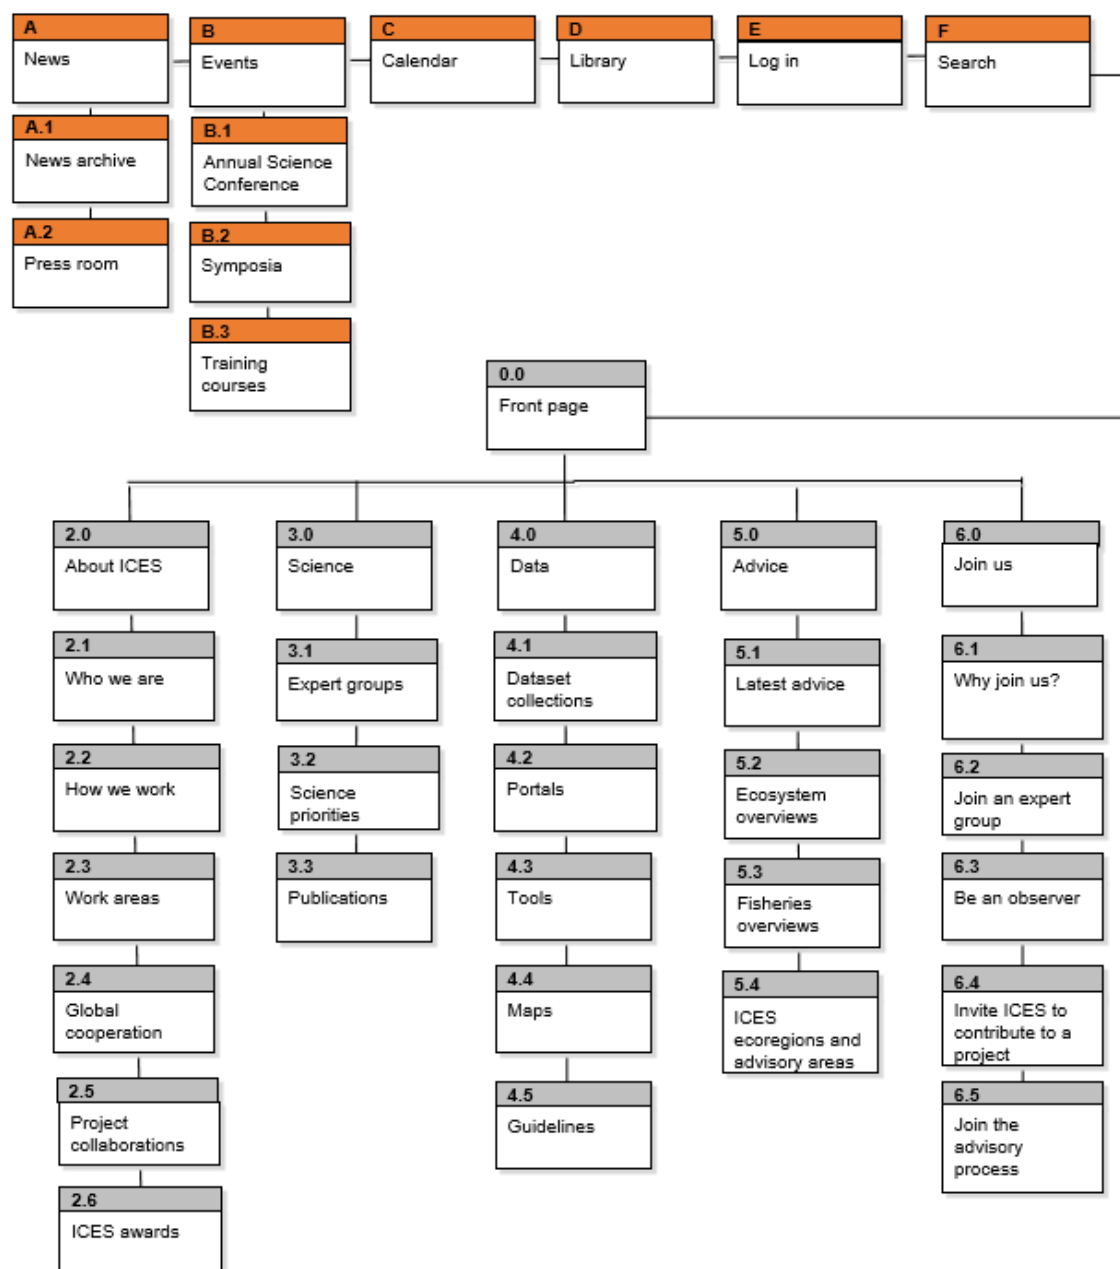 A
News
B
Events
C
Calendar
D
Library
E
Log in
F
Search
A.1
News archive
A.2
Press room
B.1
Annual Science
Conference
B.2
Symposia
B.3
Training
courses
0.0
Front page
2.0
About ICES
2.1
Who we are
2.2
How we work
2.3
Work areas
2.4
Global
cooperation
2.5
Project
collaborations
2.6
ICES awards
3.0
Science
3.1
Expert groups
3.2
Science
priorities
3.3
Publications
4.0
Data
4.1
Dataset
collections
4.2
Portals
4.3
Tools
4.4
Maps
4.5
Guidelines
5.0
Advice
5.1
Latest advice
5.2
Ecosystem
overviews
5.3
Fisheries
overviews
5.4
ICES
ecoregions and
advisory areas
6.0
Join us
6.1
Why join us?
6.2
Join an expert
group
6.3
Be an observer
6.4
Invite ICES to
contribute to a
project
6.5
Join the
advisory
process